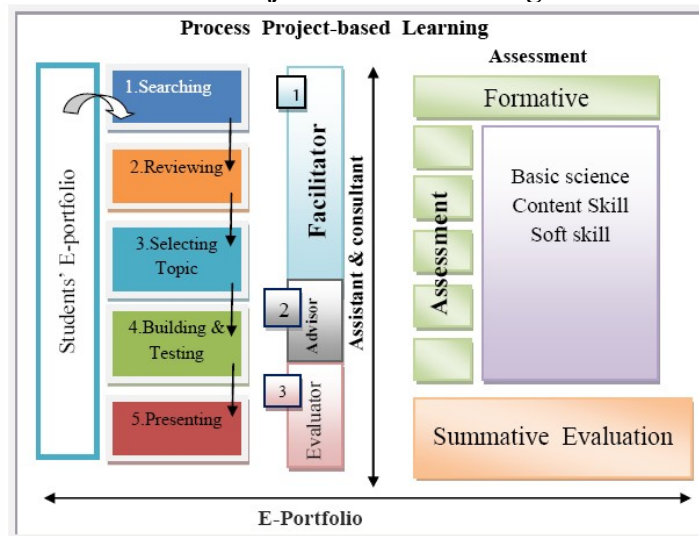 Process Project-based Learning
Assessment
Students' E-portfolio
1.Searching
2.Reviewing
3.Selecting
Topic
4.Building &
Testing
5.Presenting
1
Facilitator
2
Advisor
3
Evaluator
Assistant & consultant
Formative
Assessment
Basic science
Content Skill
Soft skill
Summative Evaluation
E-Portfolio